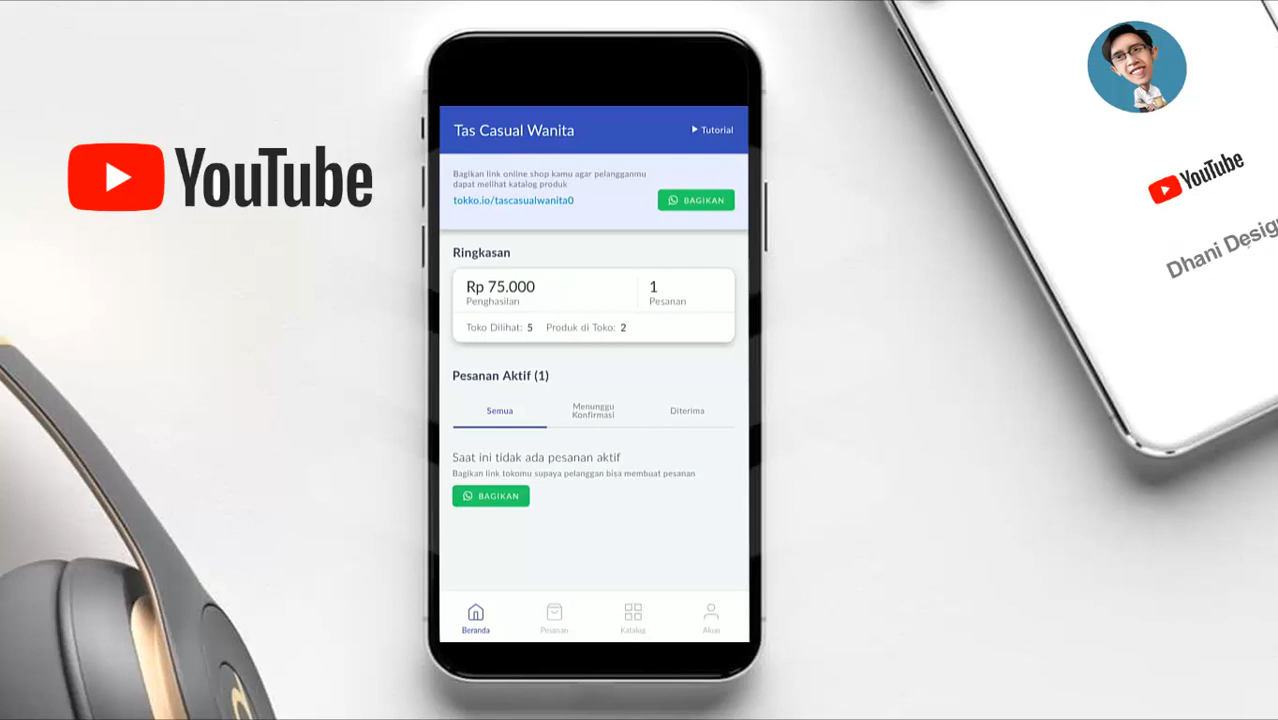 YouTube
Tas Casual Wanita
Tutorial
Bagikan link online shop kamu agar pelangganmu
dapat melihat katalog produk
tokko.io/tascasualwanita0
BAGIKAN
Ringkasan
Rp 75.000
Penghasilan
1
Pesanan
Toko Dilihat: 5
Produk di Toko: 2
Pesanan Aktif (1)
Semua
Menunggu
Konfirmasi
Diterima
Saat ini tidak ada pesanan aktif
Bagikan link tokomu supaya pelanggan bisa membuat pesanan
BAGIKAN
Beranda
Pesanan
Katalog
Akun
YouTube
Dhani Design